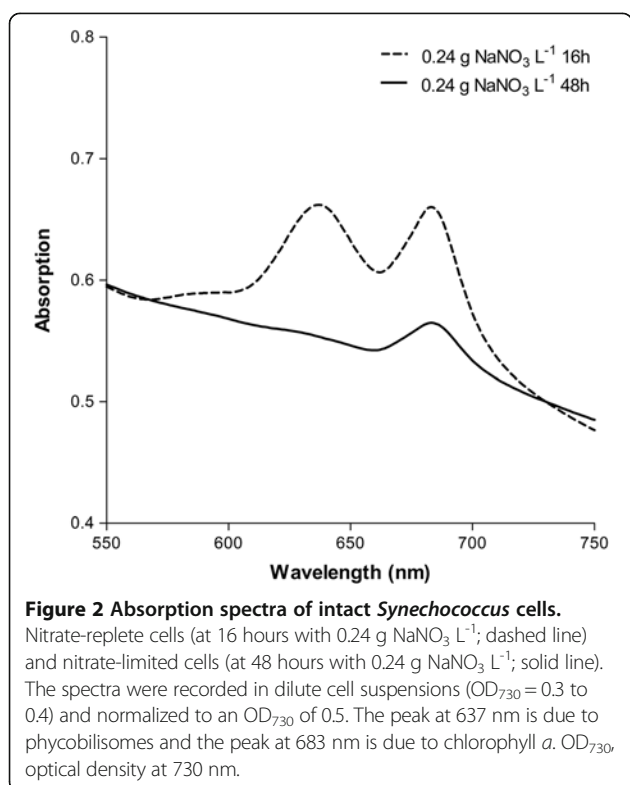 0.8
0.24 g NaNO₃ L⁻¹ 16h
0.24 g NaNO₃ L⁻¹ 48h
0.7
0.6
0.5
0.4
Absorption
550 600 650 700 750
Wavelength (nm)
Figure 2 Absorption spectra of intact Synechococcus cells.
Nitrate-replete cells (at 16 hours with 0.24 g NaNO₃ L⁻¹; dashed line)
and nitrate-limited cells (at 48 hours with 0.24 g NaNO₃ L⁻¹; solid line).
The spectra were recorded in dilute cell suspensions (OD₇₃₀ = 0.3 to
0.4) and normalized to an OD₇₃₀ of 0.5. The peak at 637 nm is due to
phycobilisomes and the peak at 683 nm is due to chlorophyll a. OD₇₃₀,
optical density at 730 nm.